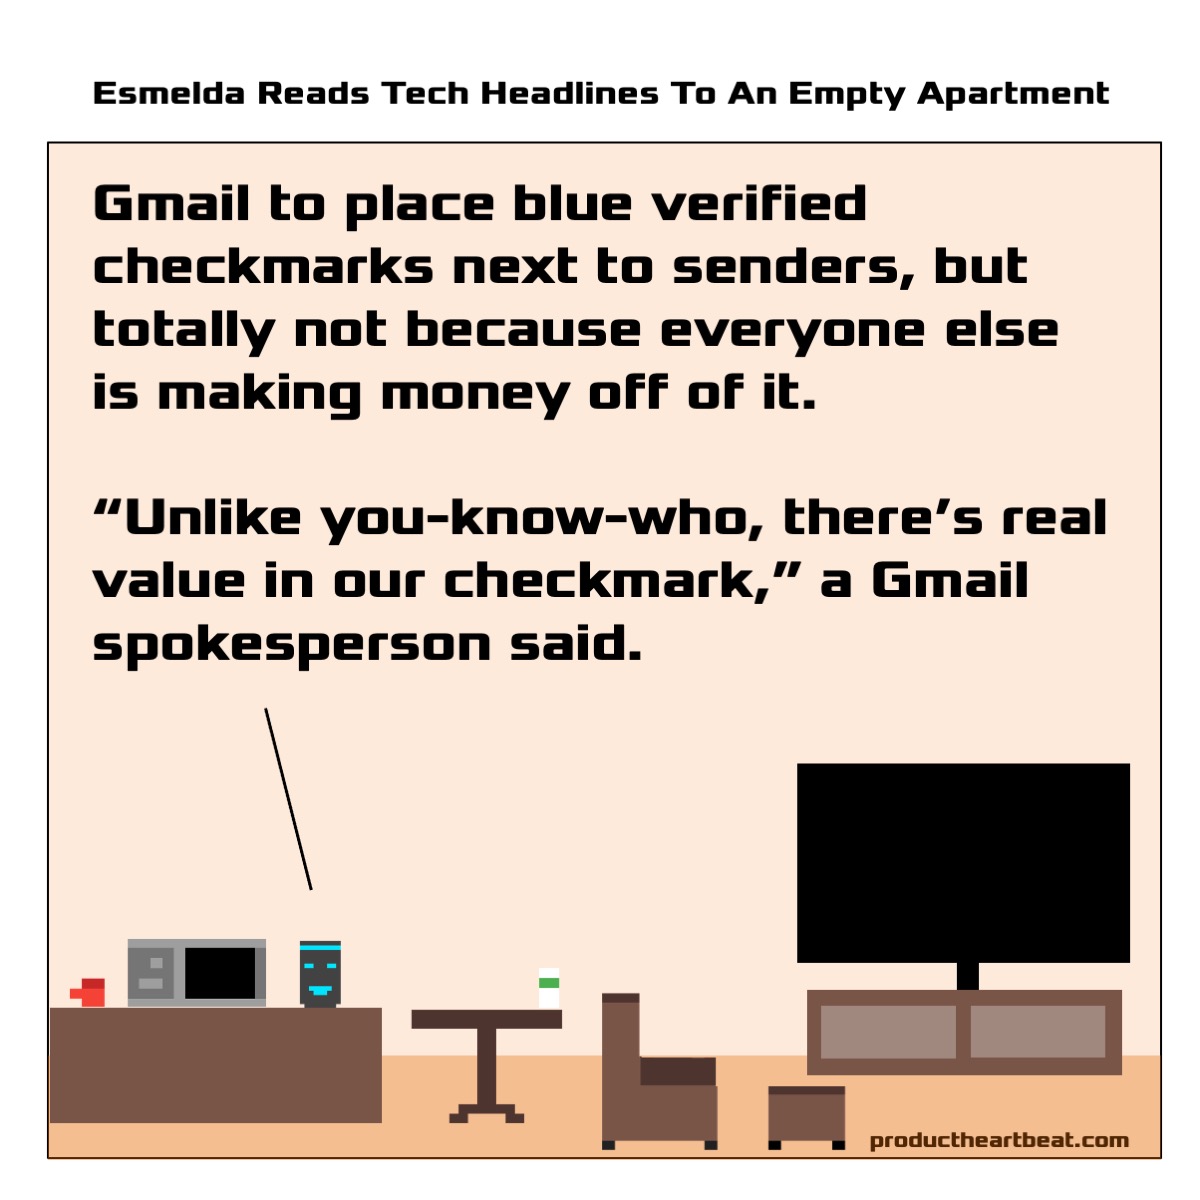 Esmelda Reads Tech Headlines To An Empty Apartment
Gmail to place blue verified
checkmarks next to senders, but
totally not because everyone else
is making money off of it.
“Unlike you-know-who, there’s real
value in our checkmark,” a Gmail
spokesperson said.
productheartbeat.com